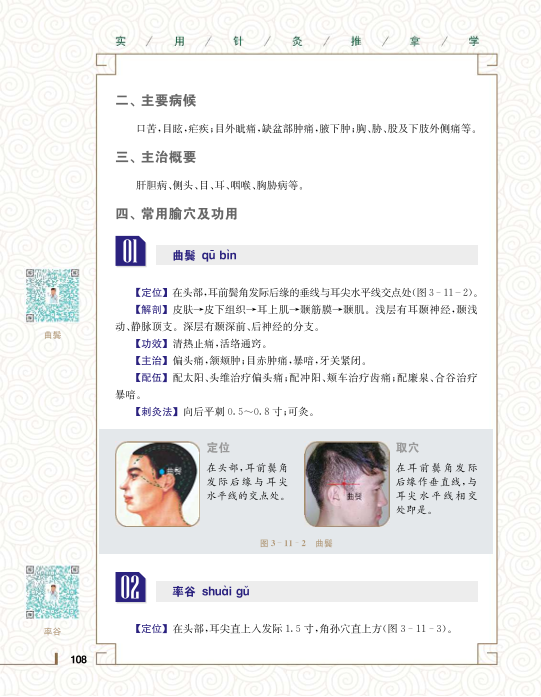 实 / 用 / 针 / 灸 / 推 / 拿 / 学
二、主要病候
口苦,目眩,疟疾;目外眦痛,缺盆部肿痛,腋下肿;胸、胁、股及下肢外侧痛等。
三、主治概要
肝胆病、侧头、目、耳、咽喉、胸胁病等。
四、常用腧穴及功用
01 曲鬓 qū bìn
曲鬓
【定位】在头部,耳前鬓角发际后缘的垂线与耳尖水平线交点处(图 3-11-2)。
【解剖】皮肤→皮下组织→耳上肌→颞筋膜→颞肌。浅层有耳颞神经,颞浅
动、静脉顶支。深层有颞深前、后神经的分支。
【功效】清热止痛,活络通窍。
【主治】偏头痛,颔颊肿;目赤肿痛,暴喑,牙关紧闭。
【配伍】配太阳、头维治疗偏头痛;配冲阳、颊车治疗齿痛;配廉泉、合谷治疗
暴喑。
【刺灸法】向后平刺 0.5～0.8 寸;可灸。
曲鬓
定位
在头部,耳前鬓角
发际后缘与耳尖
水平线的交点处。
曲鬓
取穴
在耳前鬓角发际
后缘作垂直线,与
耳尖水平线相交
处即是。
图 3-11-2 曲鬓
02 率谷 shuài gǔ
率谷
【定位】在头部,耳尖直上入发际 1.5 寸,角孙穴直上方(图 3-11-3)。
108